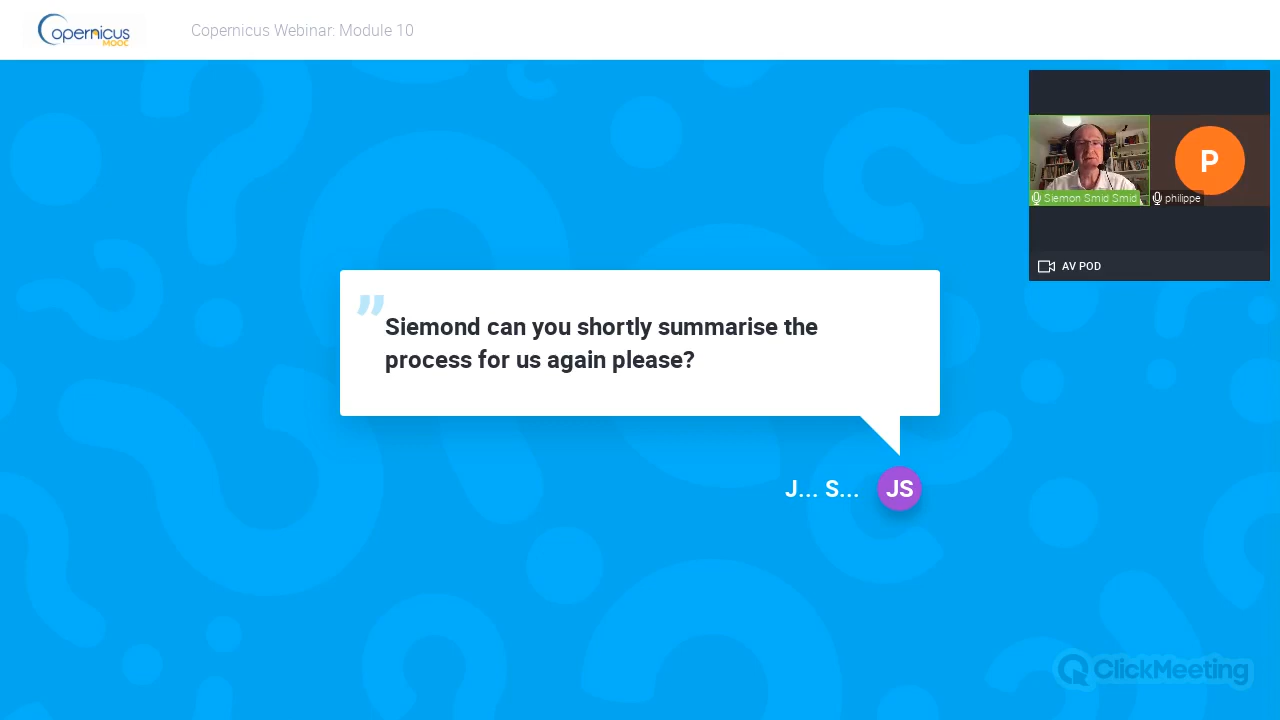 Copernicus
MOOC
Copernicus Webinar: Module 10
P
Siemon Smid Smid
philippe
AV POD
" Siemond can you shortly summarise the
process for us again please?
J... S...
JS
ClickMeeting